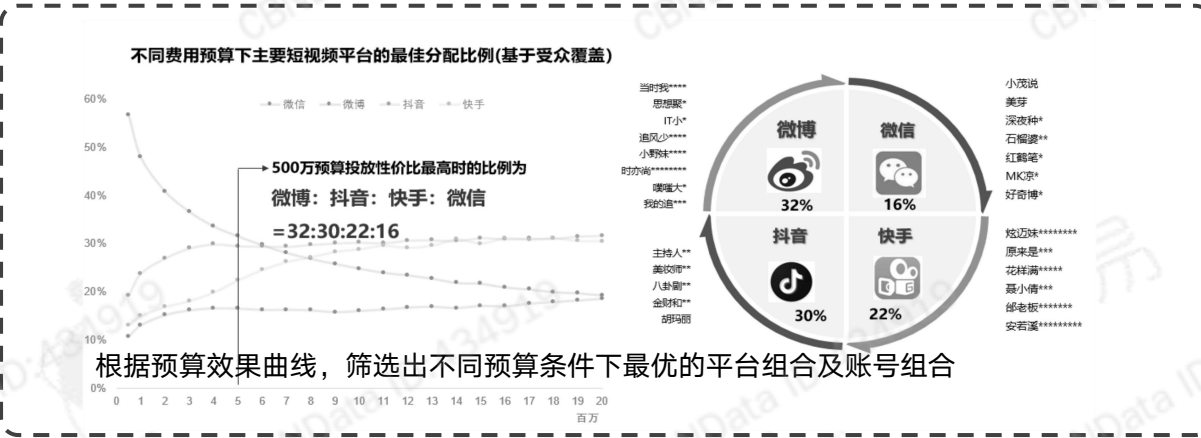 不同费用预算下主要短视频平台的最佳分配比例(基于受众覆盖)
微信 微博 抖音 快手
60%
50%
40%
30%
20%
10%
0%
500万预算投放性价比最高时的比例为
微博：抖音：快手：微信
=32:30:22:16
0 1 2 3 4 5 6 7 8 9 10 11 12 13 14 15 16 17 18 19 20
百万
当时我****
思想聚*
IT小*
追风少****
小野妹****
时亦尚********
嘿嗤大*
我的追***
微博
32%
微信
16%
小茂说
美芽
深夜种*
石榴婆**
红鹤笔*
MK凉*
好奇博*
主持人**
美妆师**
八卦剧**
金财和**
胡玛丽
抖音
30%
快手
22%
炫迈妹********
原来是***
花样满*****
聂小倩***
邰老板*******
安若溪*********
根据预算效果曲线，筛选出不同预算条件下最优的平台组合及账号组合
CBNData ID:434919